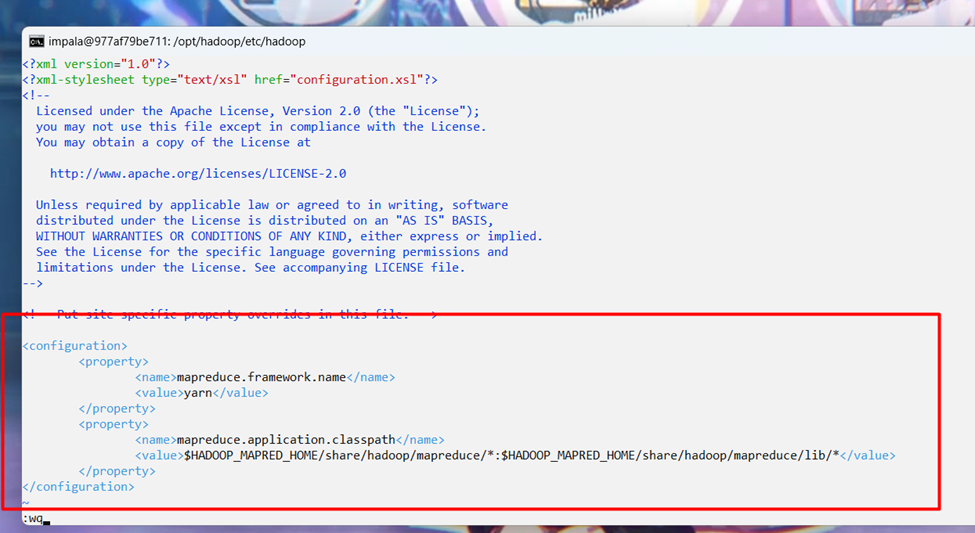 impala@977af79be711: /opt/hadoop/etc/hadoop
<?xml version="1.0"?>
<?xml-stylesheet type="text/xsl" href="configuration.xsl"?>
<!--
  Licensed under the Apache License, Version 2.0 (the "License");
  you may not use this file except in compliance with the License.
  You may obtain a copy of the License at

    http://www.apache.org/licenses/LICENSE-2.0

  Unless required by applicable law or agreed to in writing, software
  distributed under the License is distributed on an "AS IS" BASIS,
  WITHOUT WARRANTIES OR CONDITIONS OF ANY KIND, either express or implied.
  See the License for the specific language governing permissions and
  limitations under the License. See accompanying LICENSE file.
-->

<!-- Put site-specific property overrides in this file. -->

<configuration>
        <property>
                <name>mapreduce.framework.name</name>
                <value>yarn</value>
        </property>
        <property>
                <name>mapreduce.application.classpath</name>
                <value>$HADOOP_MAPRED_HOME/share/hadoop/mapreduce/*:$HADOOP_MAPRED_HOME/share/hadoop/mapreduce/lib/*</value>
        </property>
</configuration>
~
:wq